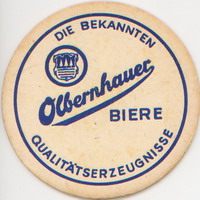 DIE BEKANNTEN
Olbernhauer
BIERE
QUALITÄTSERZEUGNISSE